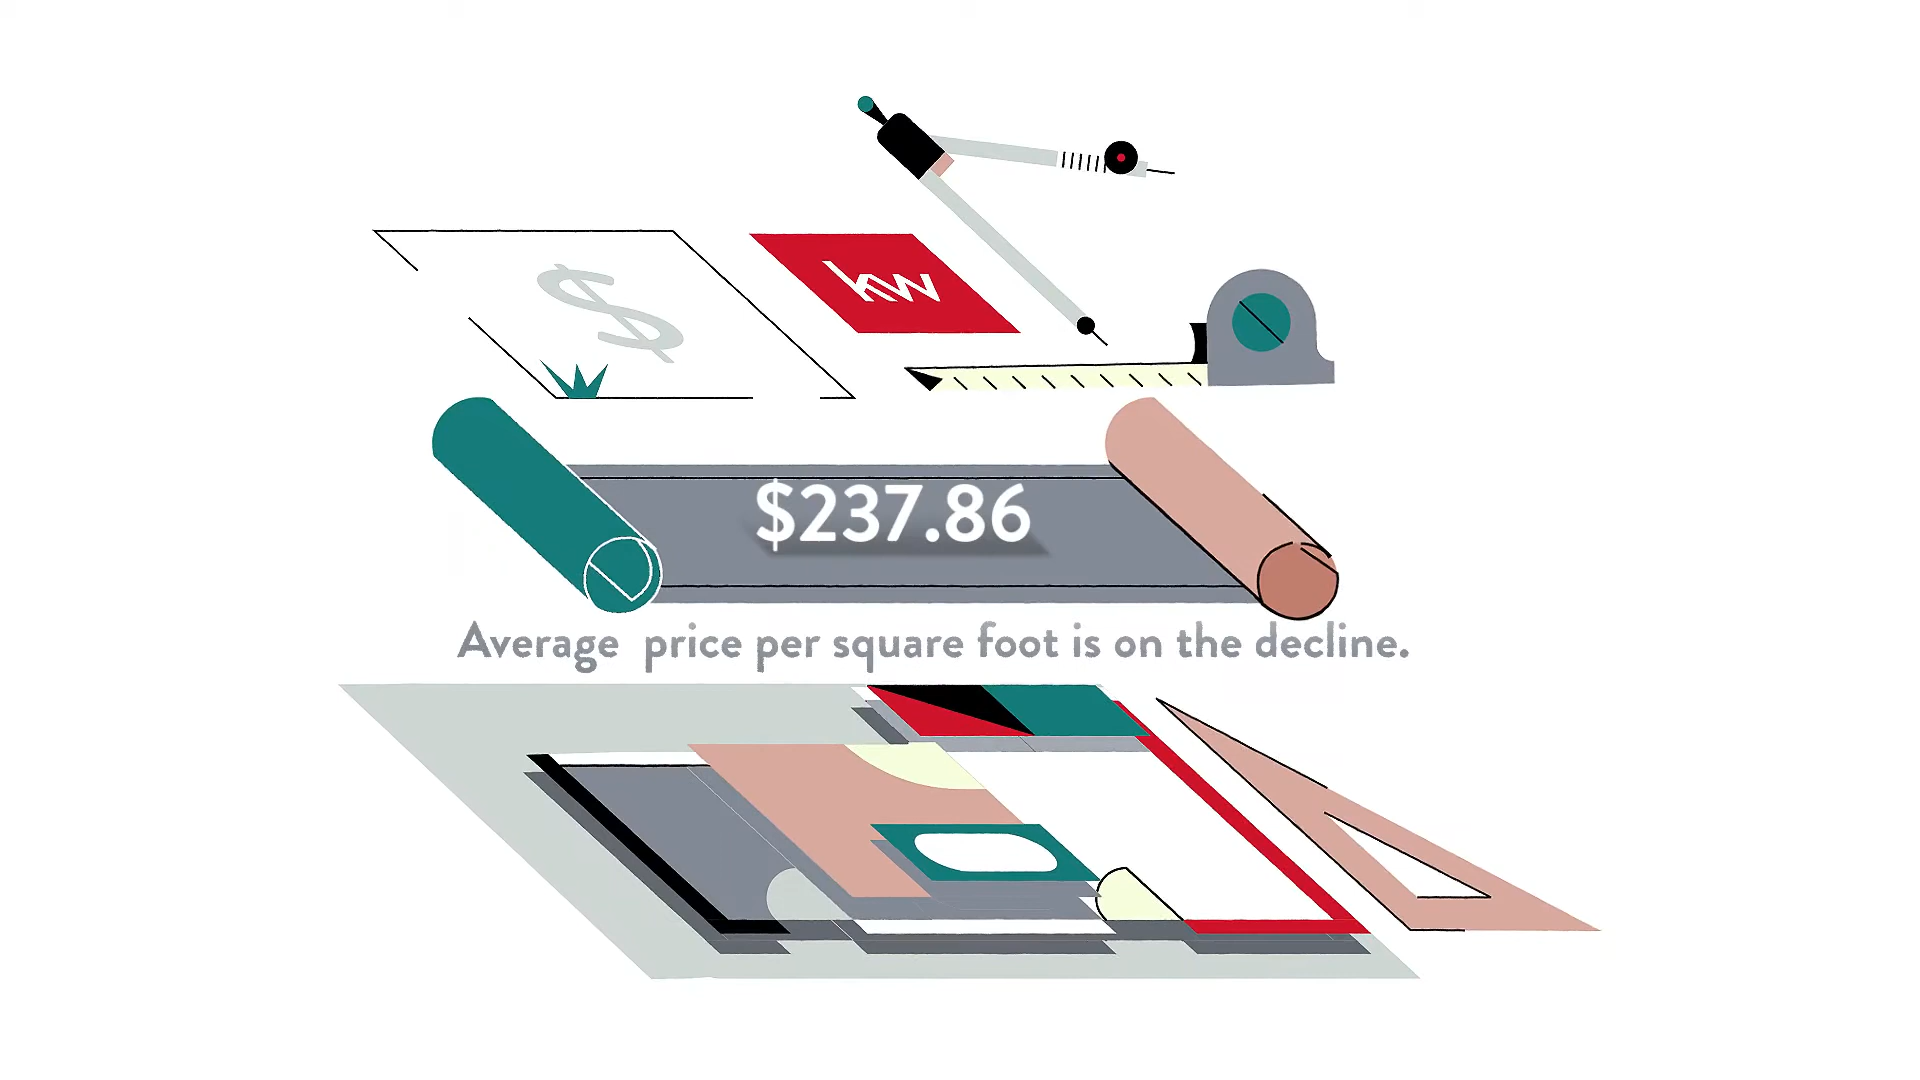 $
kw
$237.86
Average price per square foot is on the decline.